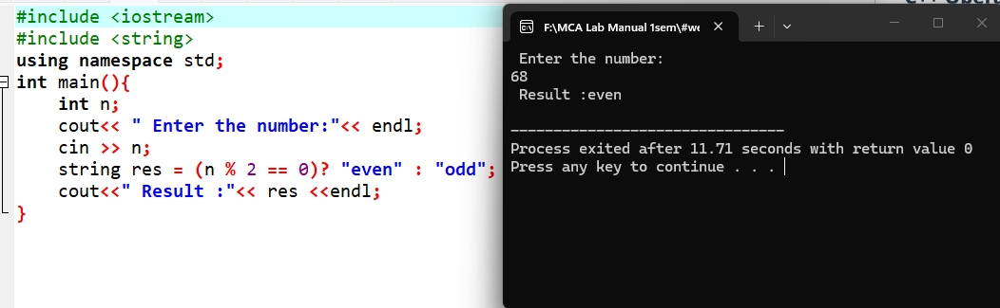 #include <iostream>
#include <string>
using namespace std;
int main(){
int n;
cout<< " Enter the number:"<< endl;
cin >> n;
string res = (n % 2 == 0)? "even" : "odd";
cout<<" Result :"<< res <<endl;
}
F:\MCA Lab Manual 1sem\#we
Enter the number:
68
Result :even
--------------------------------
Process exited after 11.71 seconds with return value 0
Press any key to continue . . .